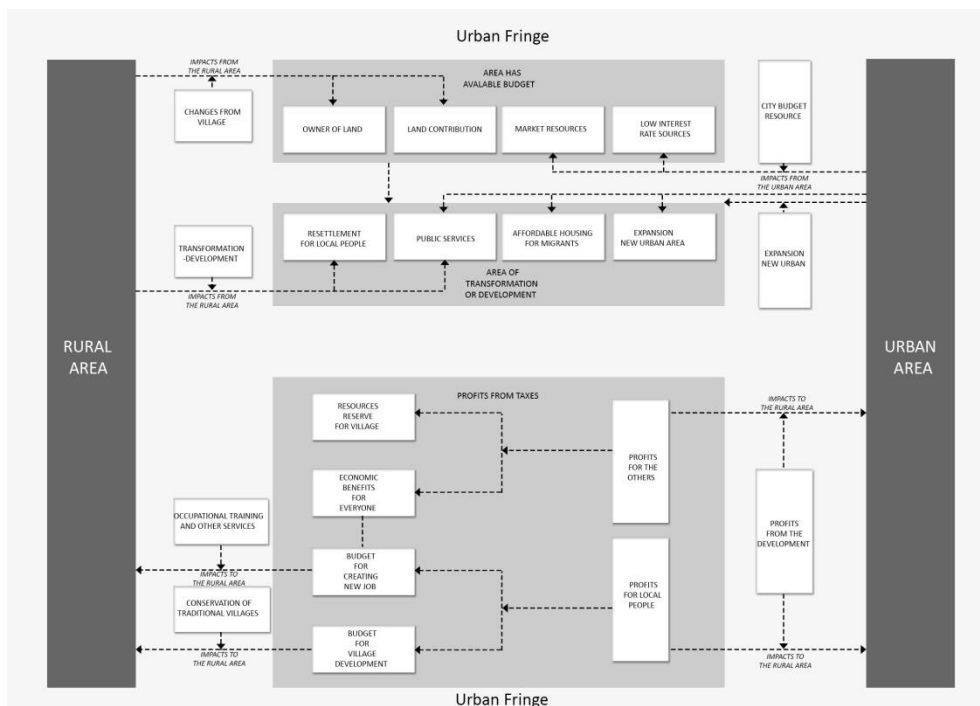 Urban Fringe
IMPACTS FROM
THE RURAL AREA
CHANGES FROM
VILLAGE
AREA HAS
AVALABLE BUDGET
OWNER OF LAND
LAND CONTRIBUTION
MARKET RESOURCES
LOW INTEREST
RATE SOURCES
CITY BUDGET
RESOURCE
IMPACTS FROM
THE URBAN AREA
TRANSFORMATION
-DEVELOPMENT
IMPACTS FROM
THE RURAL AREA
RESETTLEMENT
FOR LOCAL PEOPLE
PUBLIC SERVICES
AFFORDABLE HOUSING
FOR MIGRANTS
EXPANSION
NEW URBAN AREA
AREA OF
TRANSFORMATION
OR DEVELOPMENT
EXPANSION
NEW URBAN
RURAL
AREA
URBAN
AREA
PROFITS FROM TAXES
RESOURCES
RESERVE
FOR VILLAGE
ECONOMIC
BENEFITS
FOR
EVERYONE
BUDGET
FOR
CREATING
NEW JOB
BUDGET
FOR
VILLAGE
DEVELOPMENT
PROFITS
FOR THE
OTHERS
PROFITS
FOR LOCAL
PEOPLE
IMPACTS TO
THE RURAL AREA
PROFITS
FROM THE
DEVELOPMENT
IMPACTS TO
THE RURAL AREA
OCCUPATIONAL TRAINING
AND OTHER SERVICES
IMPACTS TO
THE RURAL AREA
CONSERVATION OF
TRADITIONAL VILLAGES
IMPACTS TO
THE RURAL AREA
Urban Fringe